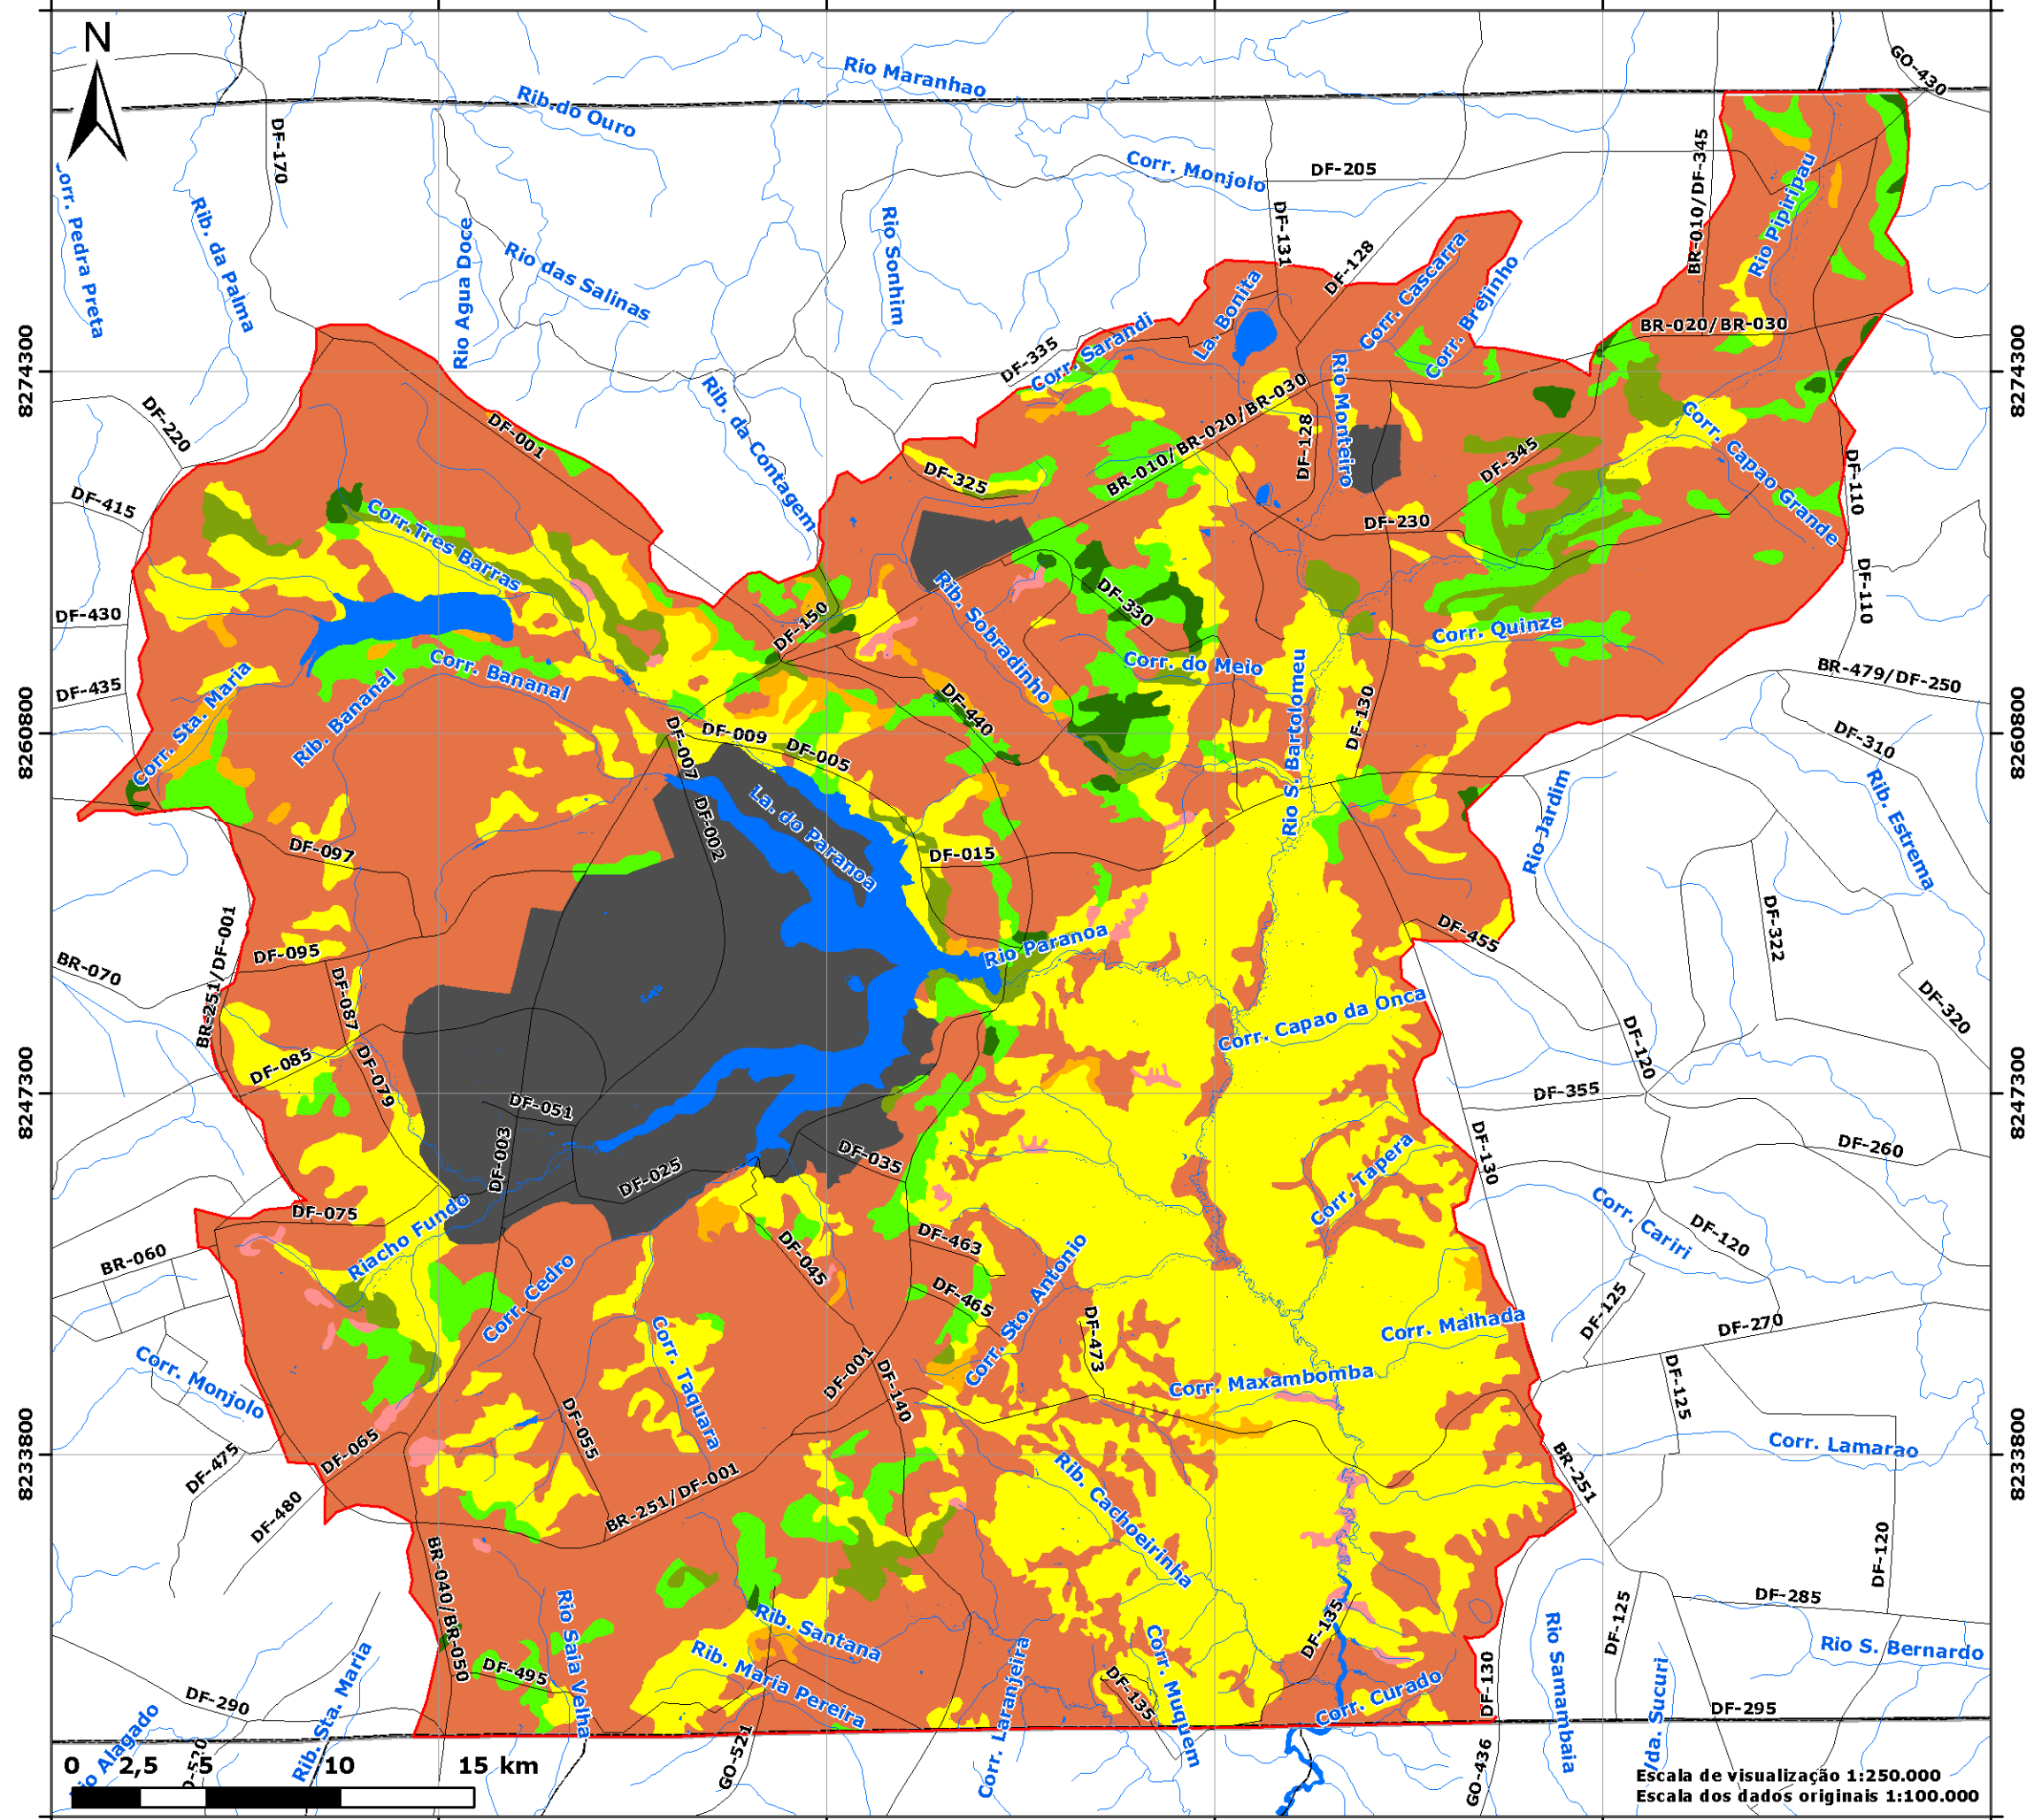 N
GO-430
Rio Maranhao
Rib.do Ouro
DF-170
Corr. Monjolo
DF-205
BR-010/DF-345
Rio Pipiripau
Corr. Pedra Preta
Rib. da Palma
Rio Agua Doce
Rio das Salinas
Rio Sonhim
DF-131
DF-128
Corr. Cascarra
Corr. Brejinho
La. Bonita
BR-020/BR-030
8274300
8274300
DF-335
Corr. Sarandi
Rio Monteiro
DF-220
DF-001
Rib. da Contagem
BR-010/BR-020/BR-030
DF-128
DF-345
Corr. Capao Grande
DF-110
DF-415
Corr. Tres Barras
DF-325
DF-230
DF-110
DF-430
DF-150
Rib. Sobradinho
DF-330
Corr. Quinze
DF-435
Corr. Sta. Maria
Rib. Bananal
Corr. Bananal
Corr. do Meio
Rio S. Bartolomeu
DF-130
BR-479/DF-250
DF-440
8260800
8260800
DF-007
DF-009
DF-005
DF-310
DF-002
La. do Paranoa
Rio Jardim
Rib. Estrema
DF-097
DF-015
DF-322
BR-251/DF-001
DF-095
BR-070
DF-087
Rio Paranoa
DF-455
DF-320
Corr. Capao da Onca
DF-120
DF-085
DF-079
8247300
8247300
DF-051
DF-355
DF-003
DF-025
DF-035
DF-130
DF-260
Corr. Tapera
DF-075
Riacho Fundo
Corr. Cariri
DF-120
BR-060
DF-463
DF-045
Corr. Cedro
DF-465
Corr. Sto. Antonio
DF-125
DF-270
Corr. Malhada
Corr. Monjolo
Corr. Taquara
DF-001
DF-140
DF-473
Corr. Maxambomba
DF-125
DF-055
DF-065
DF-475
8233800
8233800
Corr. Lamarao
BR-251
DF-480
BR-251/DF-001
Rib. Cachoeirinha
BR-040/BR-050
DF-120
DF-285
Rio Saia Velha
Rib. Santana
DF-135
DF-125
Rio S. Bernardo
Rib. Maria Pereira
DF-495
Corr. Laranjeira
DF-135
Corr. Muquem
Corr. Curado
DF-130
Rio Samambaia
DF-290
Rib. Sta. Maria
DF-295
GO-521
GO-436
0 2,5 5 10 15 km
Escala de visualização 1:250.000
Escala dos dados originais 1:100.000